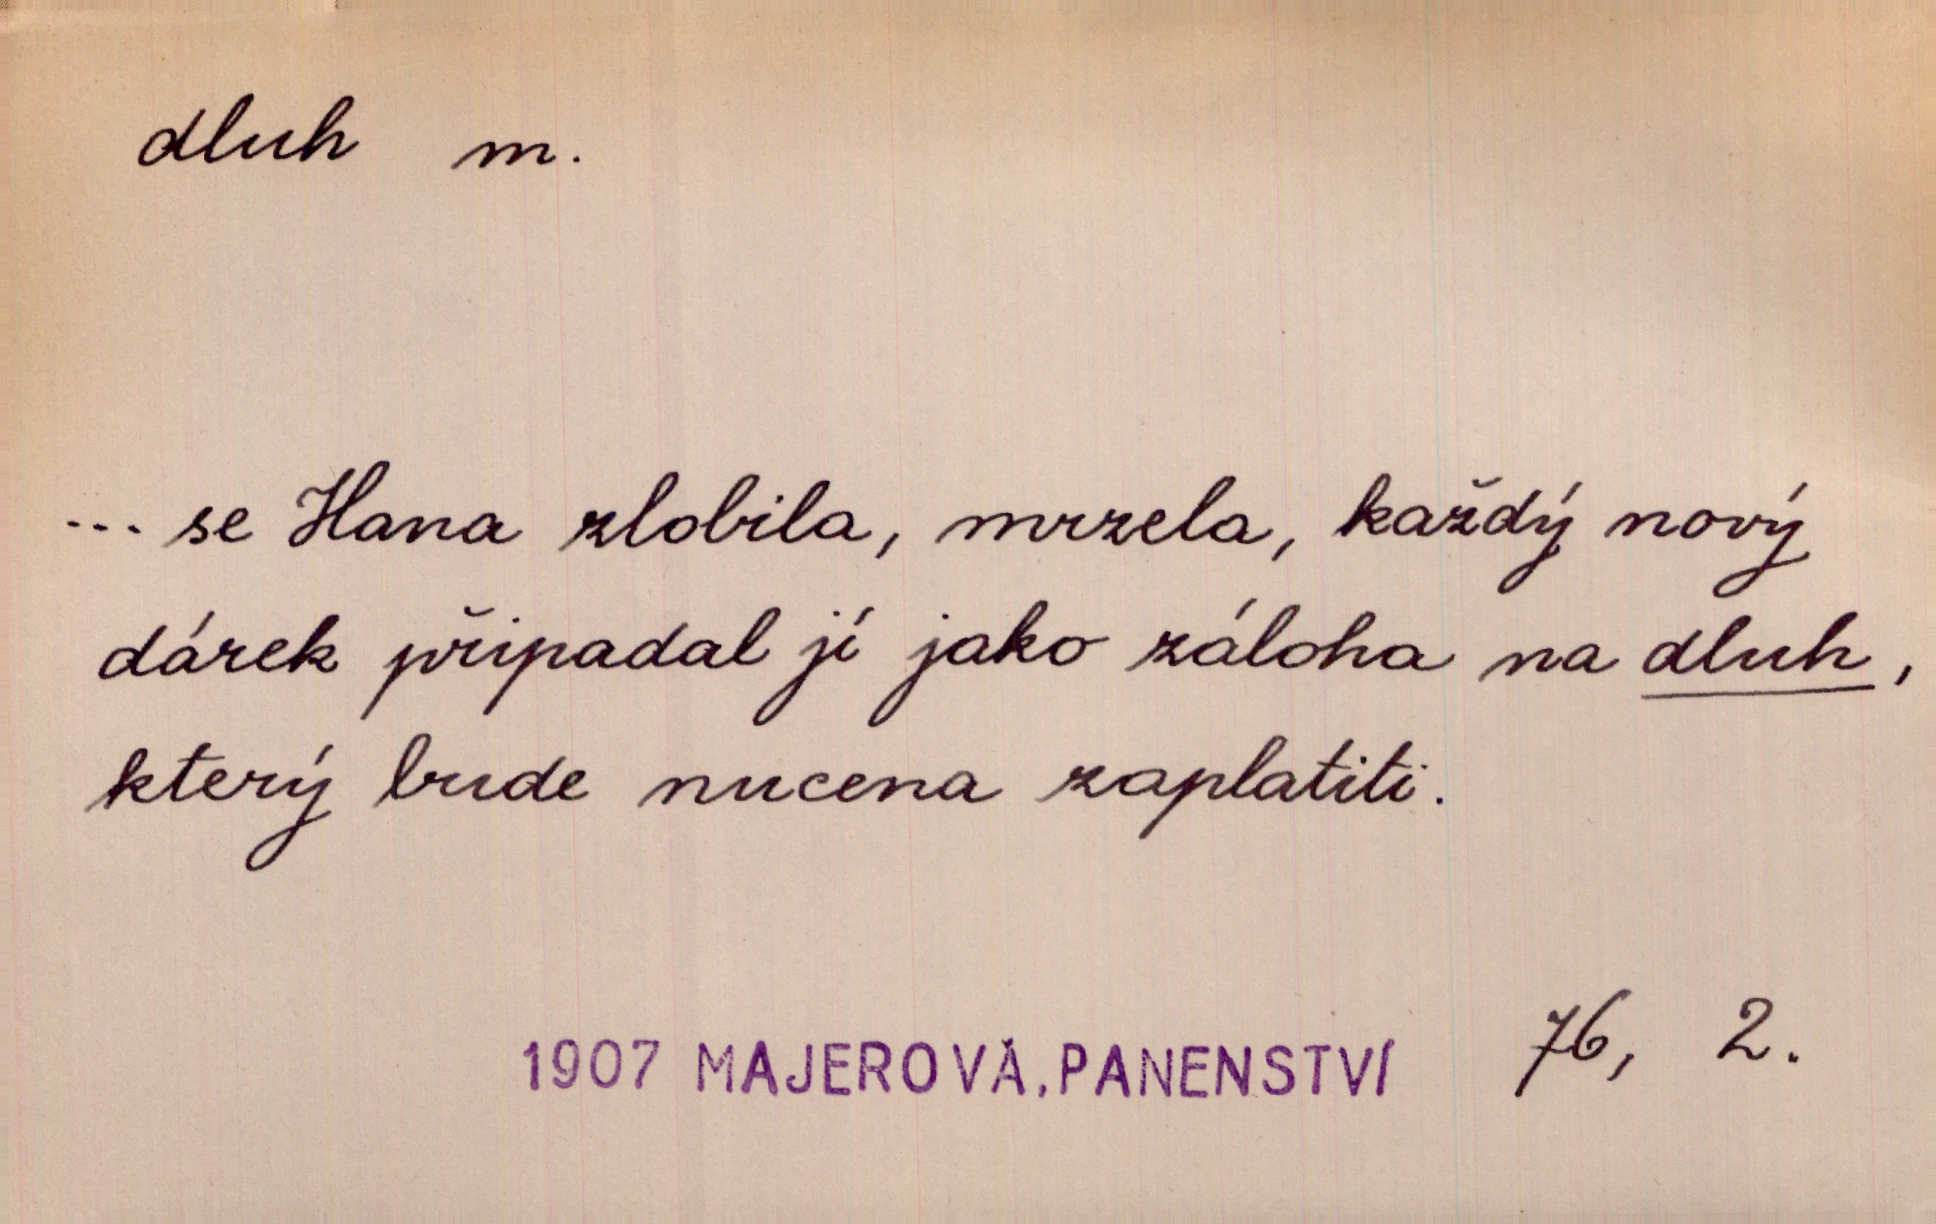 dluh m.
... se Hana zlobila, mrzela, každý nový
dárek připadal jí jako záloha na dluh,
který bude nucena zaplatiti.
1907 MAJEROVÁ, PANENSTVÍ 76, 2.